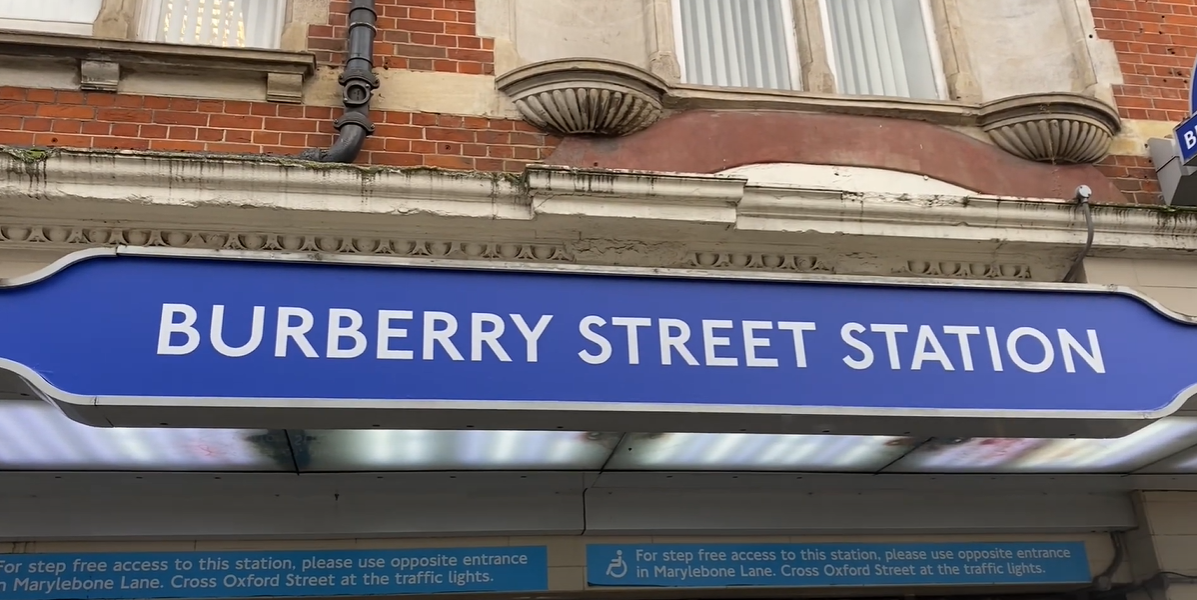 BURBERRY STREET STATION
For step free access to this station, please use opposite entrance
in Marylebone Lane. Cross Oxford Street at the traffic lights.
For step free access to this station, please use opposite entrance
in Marylebone Lane. Cross Oxford Street at the traffic lights.